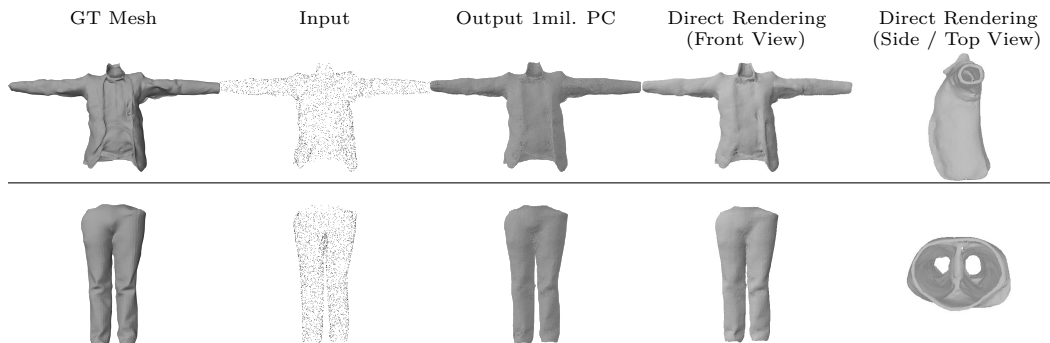 GT Mesh
Input
Output 1mil. PC
Direct Rendering
(Front View)
Direct Rendering
(Side / Top View)